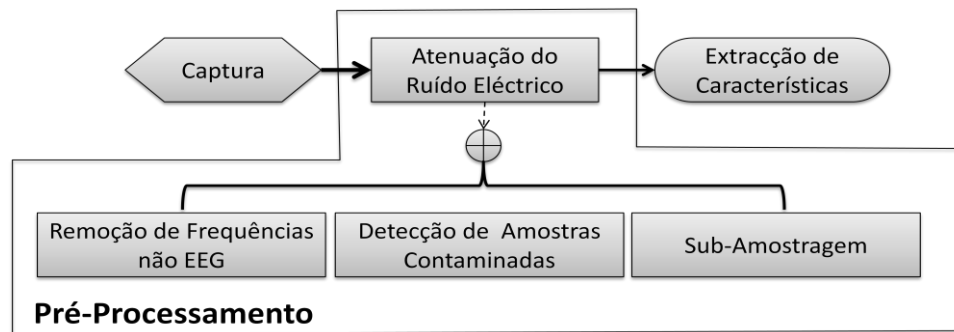 Captura
Atenuação do
Ruído Eléctrico
Extracção de
Características
Remoção de Frequências
não EEG
Detecção de Amostras
Contaminadas
Sub-Amostragem
Pré-Processamento